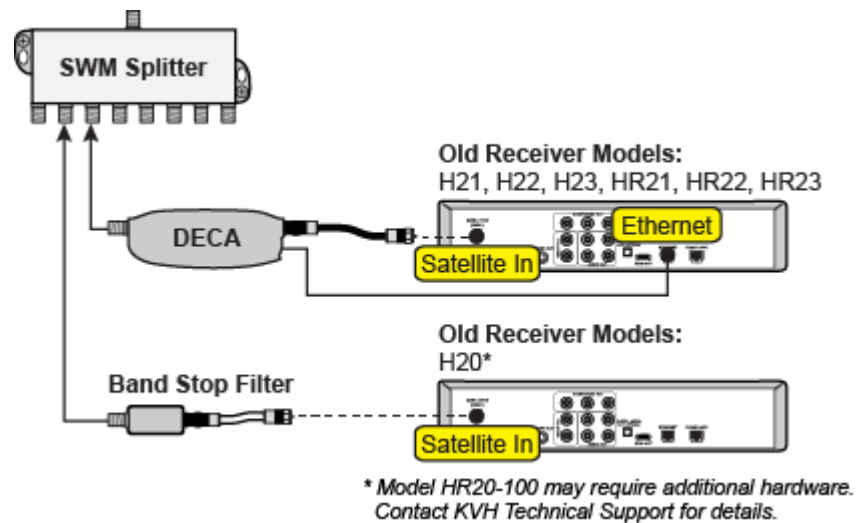 SWM Splitter
Old Receiver Models:
H21, H22, H23, HR21, HR22, HR23
DECA
Ethernet
Satellite In
Old Receiver Models:
H20*
Band Stop Filter
Satellite In
* Model HR20-100 may require additional hardware.
Contact KVH Technical Support for details.